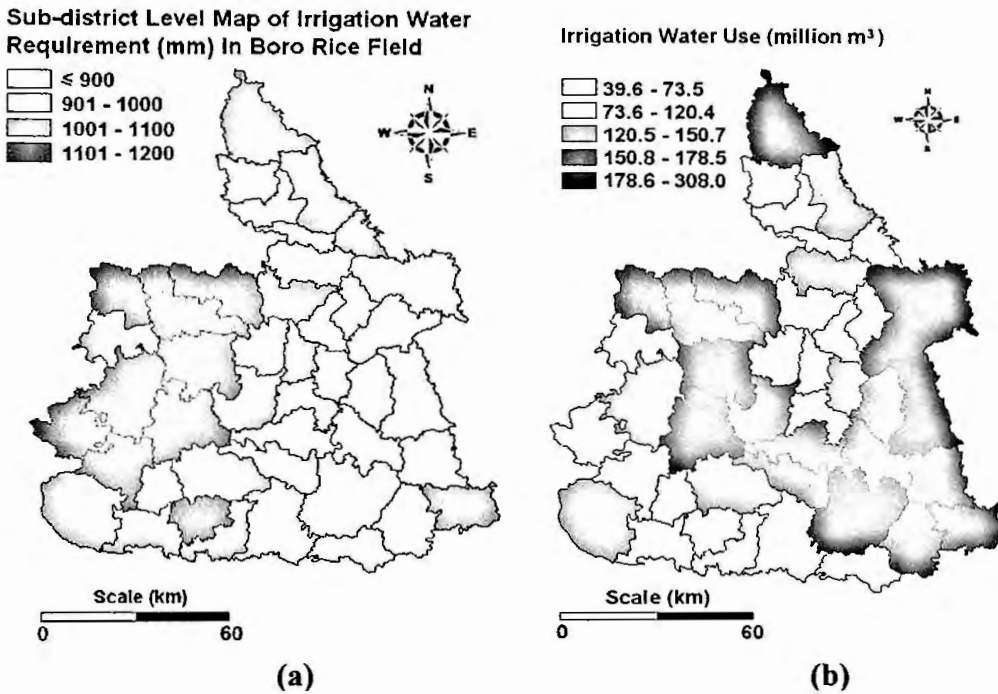 Sub-district Level Map of Irrigation Water
Requirement (mm) In Boro Rice Field
≤ 900
901 - 1000
1001 - 1100
1101 - 1200
N
W E
S
Scale (km)
0 60
(a)
Irrigation Water Use (million m³)
39.6 - 73.5
73.6 - 120.4
120.5 - 150.7
150.8 - 178.5
178.6 - 308.0
N
W E
S
Scale (km)
0 60
(b)